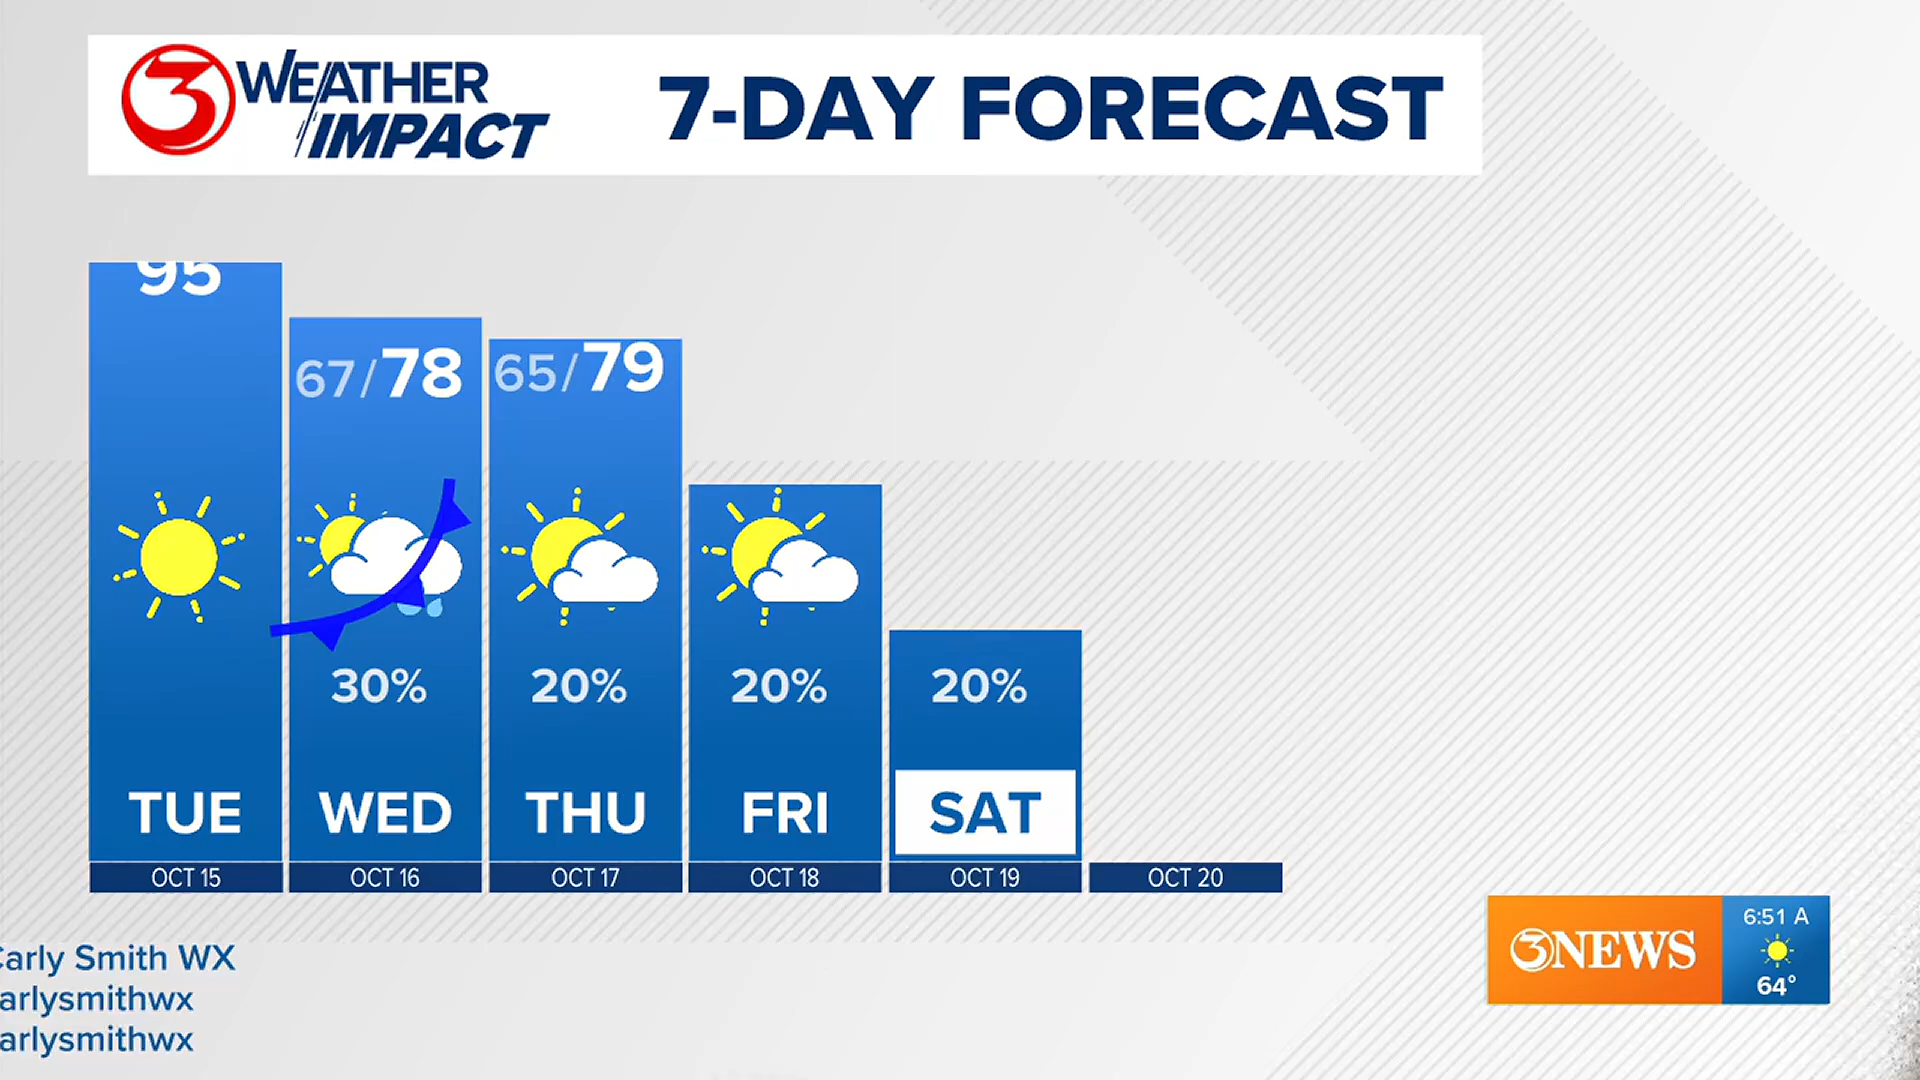 3 WEATHER IMPACT
7-DAY FORECAST
95
67/78
65/79
30%
20%
20%
20%
TUE
WED
THU
FRI
SAT
OCT 15
OCT 16
OCT 17
OCT 18
OCT 19
OCT 20
arly Smith WX
arlysmithwx
arlysmithwx
3NEWS
6:51 A
64°